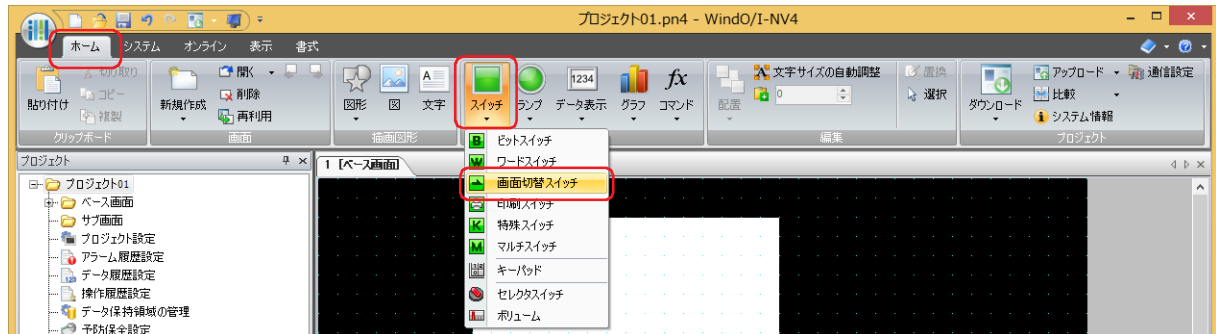 プロジェクト01.pn4 - WindO/I-NV4
ホーム システム オンライン 表示 書式
貼り付け
切り取り
コピー
複製
クリップボード
新規作成
開く
削除
再利用
画面
図形 図 文字
描画図形
スイッチ ランプ データ表示 グラフ コマンド
1234
fx
配置
文字サイズの自動調整
0
置換
選択
編集
ダウンロード
アップロード
比較
システム情報
通信設定
プロジェクト
プロジェクト
プロジェクト01
ベース画面
サブ画面
プロジェクト設定
アラーム履歴設定
データ履歴設定
操作履歴設定
データ保持領域の管理
予防保全設定
1 [ベース画面]
B ビットスイッチ
W ワードスイッチ
画面切替スイッチ
印刷スイッチ
K 特殊スイッチ
M マルチスイッチ
キーパッド
セレクタスイッチ
ボリューム